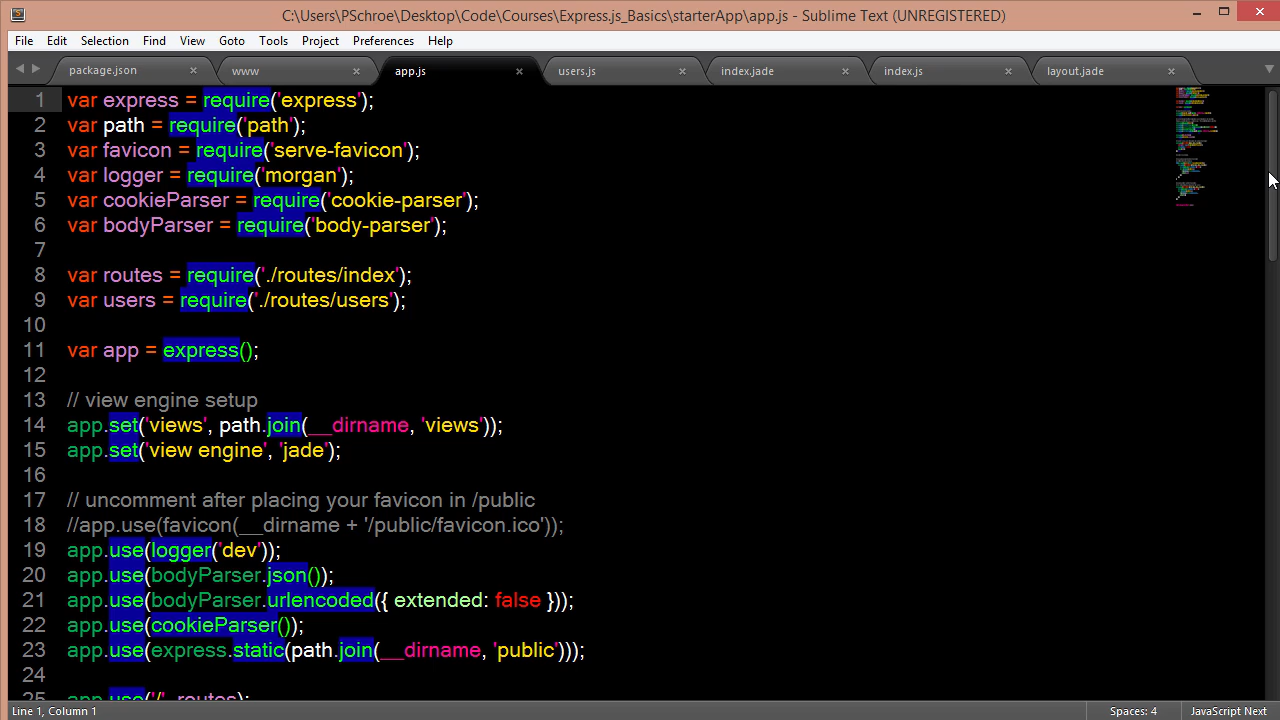 C:\Users\PSchroe\Desktop\Code\Courses\Express.js_Basics\starterApp\app.js - Sublime Text (UNREGISTERED)
File Edit Selection Find View Goto Tools Project Preferences Help
package.json www app.js users.js index.jade index.js layout.jade
1 var express = require('express');
2 var path = require('path');
3 var favicon = require('serve-favicon');
4 var logger = require('morgan');
5 var cookieParser = require('cookie-parser');
6 var bodyParser = require('body-parser');
7
8 var routes = require('./routes/index');
9 var users = require('./routes/users');
10
11 var app = express();
12
13 // view engine setup
14 app.set('views', path.join(__dirname, 'views'));
15 app.set('view engine', 'jade');
16
17 // uncomment after placing your favicon in /public
18 //app.use(favicon(__dirname + '/public/favicon.ico'));
19 app.use(logger('dev'));
20 app.use(bodyParser.json());
21 app.use(bodyParser.urlencoded({ extended: false }));
22 app.use(cookieParser());
23 app.use(express.static(path.join(__dirname, 'public')));
24
25 app.use('/', routes);
Line 1, Column 1 Spaces: 4 JavaScript Next